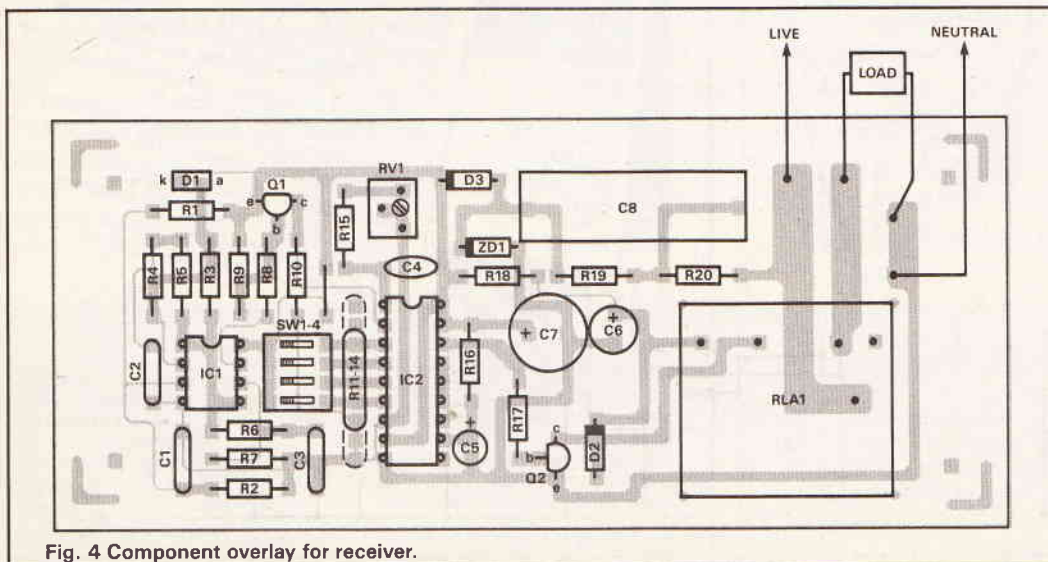 LIVE
NEUTRAL
LOAD
k D1 a
Q1
RV1
D3
e c
R1
b
R15
C8
ZD1
R4
R5
R3
R9
R8
R10
C4
R18
R19
R20
SW1-4
+
C7
+
C6
C2
IC1
R11-14
IC2
R16
RLA1
R17
R6
+
C5
c
D2
C1
R7
C3
b
R2
Q2
e
Fig. 4 Component overlay for receiver.